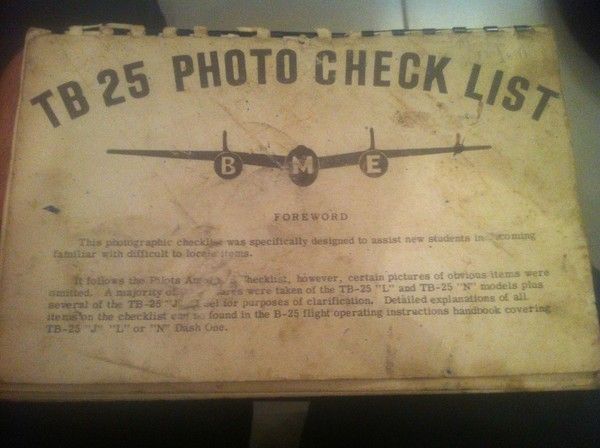 TB 25 PHOTO CHECK LIST
B M E
FOREWORD
This photographic checklist was specifically designed to assist new students in
familiar with difficult to locate items.
It follows the Pilots Checklist, however, certain pictures of obvious items were
omitted. A majority of were taken of the TB-25 "L" and TB-25 "N" models plus
several of the TB-25 "J" for purposes of clarification. Detailed explanations of all
items on the checklist can be found in the B-25 flight operating instructions handbook covering
TB-25 "J" "L" or "N" Dash One.